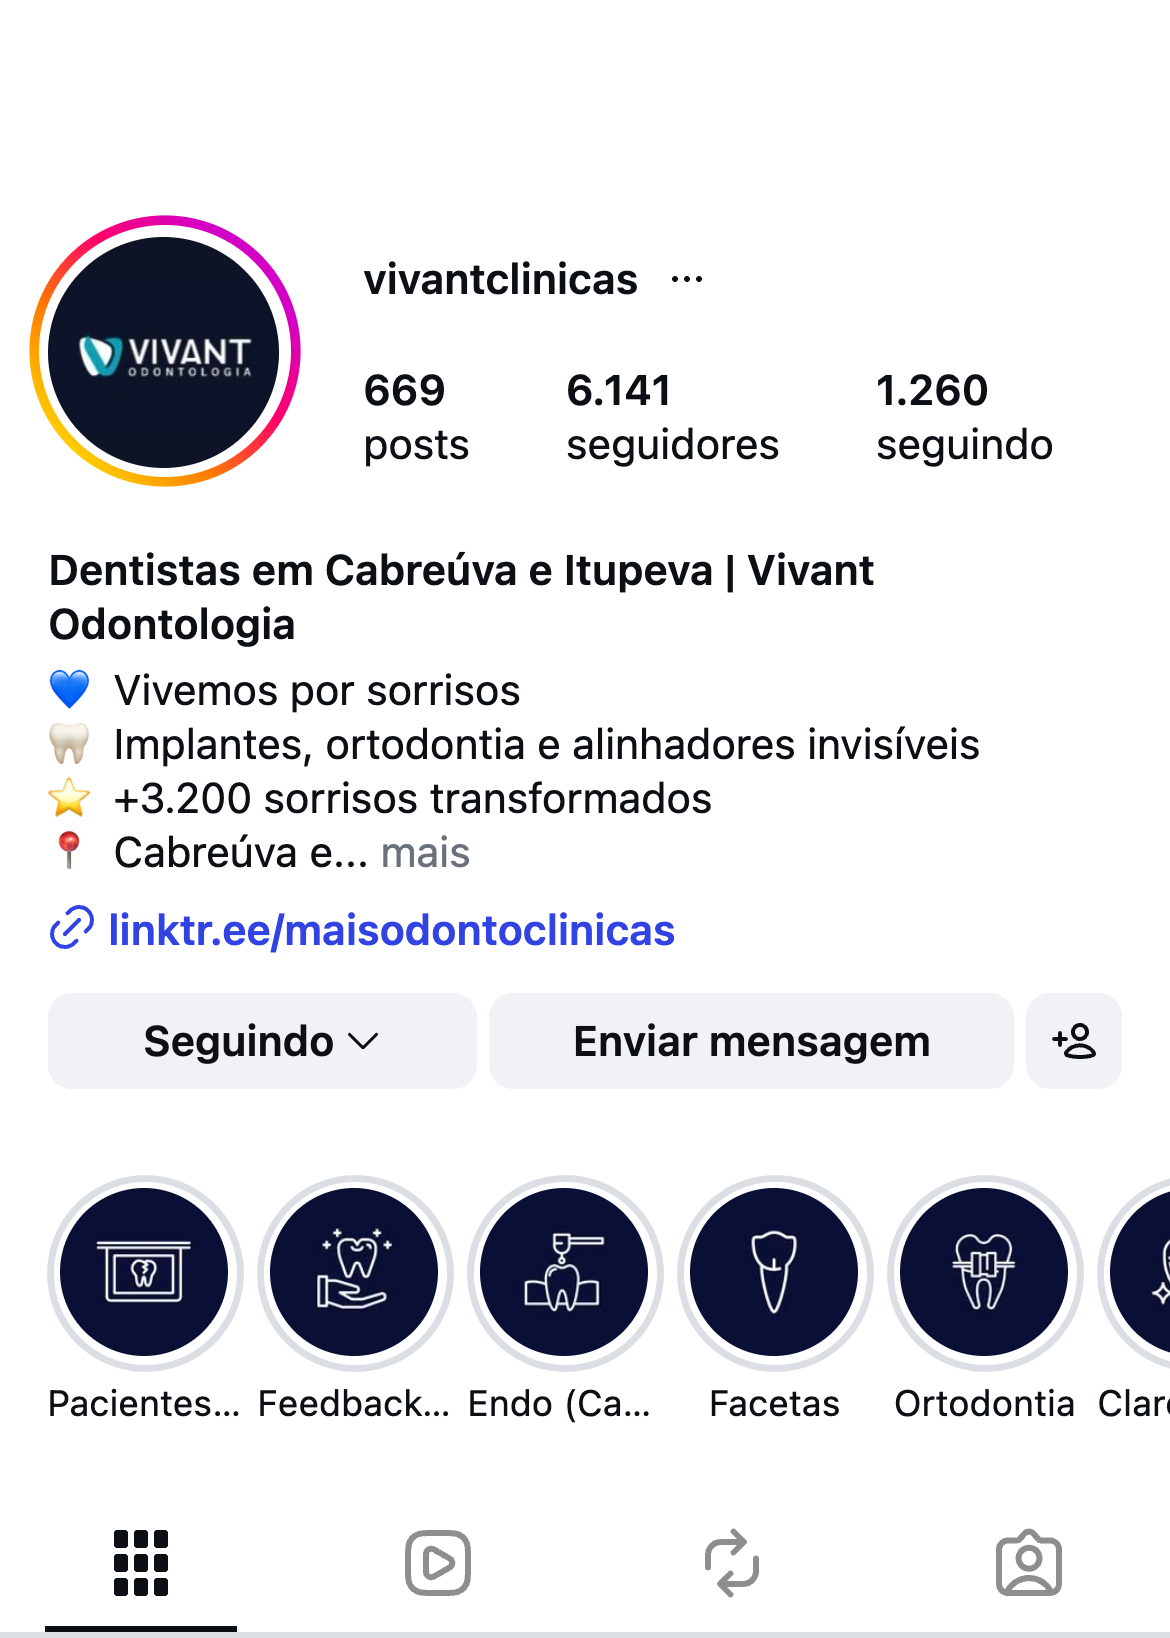 VIVANT
ODONTOLOGIA
vivantclinicas ...
669 6.141 1.260
posts seguidores seguindo
Dentistas em Cabreúva e Itupeva | Vivant
Odontologia
💙 Vivemos por sorrisos
🦷 Implantes, ortodontia e alinhadores invisíveis
⭐ +3.200 sorrisos transformados
📍 Cabreúva e... mais
linktr.ee/maisodontoclinicas
Seguindo Enviar mensagem
Pacientes... Feedback... Endo (Ca... Facetas Ortodontia Clar